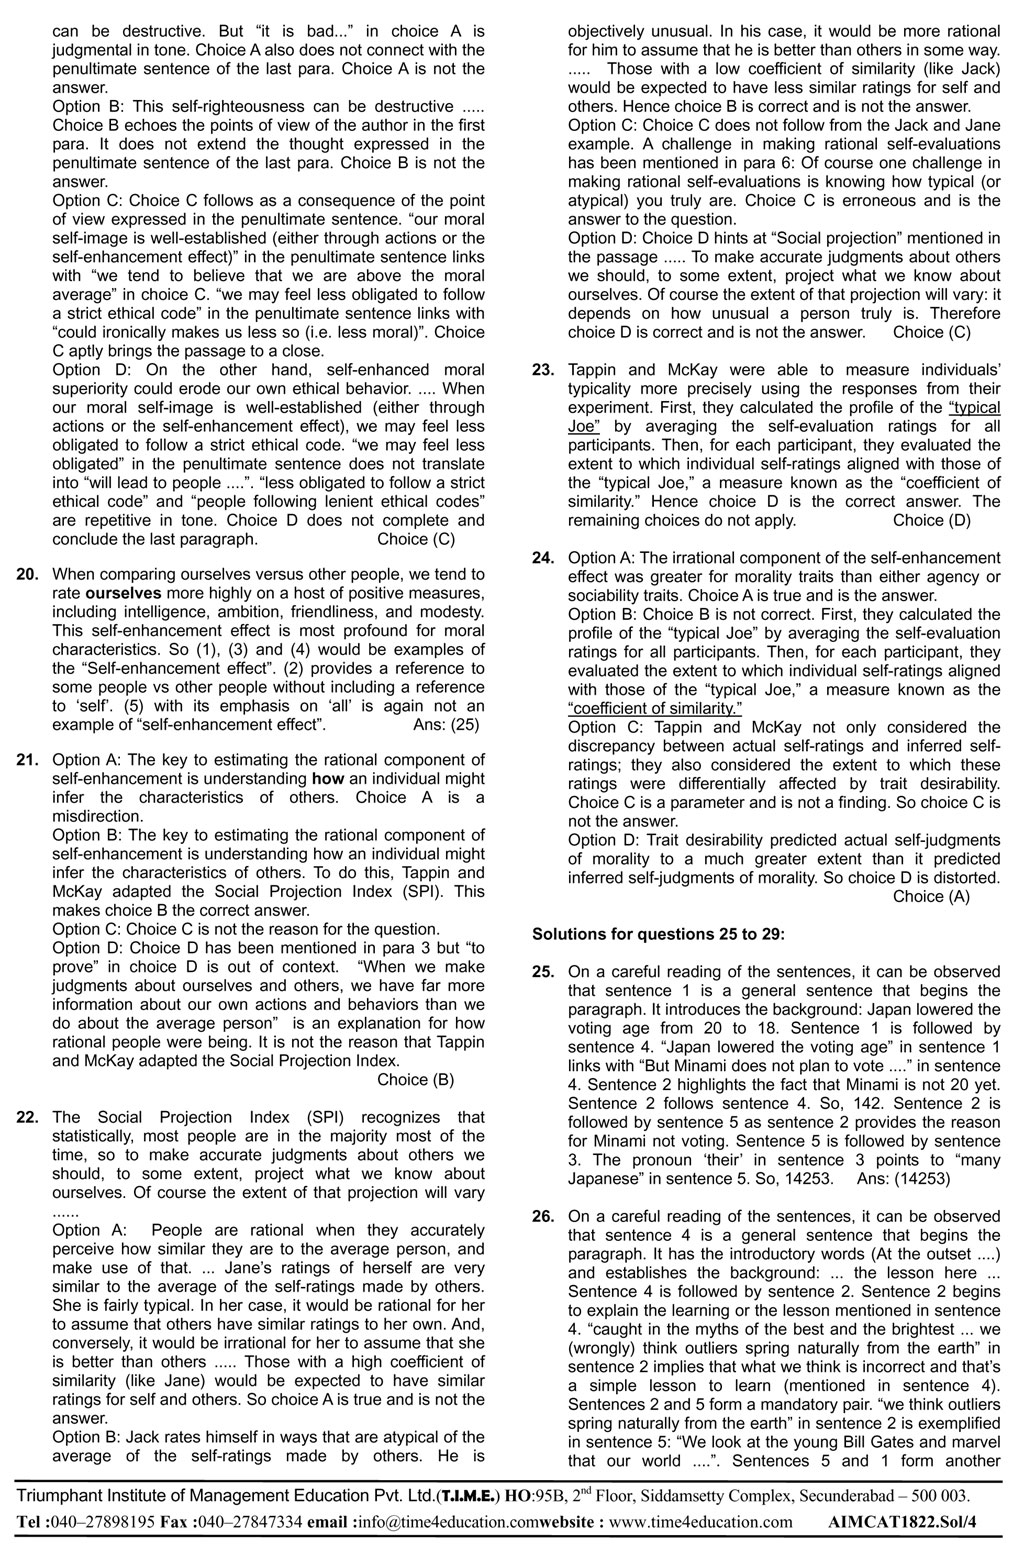 can be destructive. But “it is bad...” in choice A is
judgmental in tone. Choice A also does not connect with the
penultimate sentence of the last para. Choice A is not the
answer.
Option B: This self-righteousness can be destructive .....
Choice B echoes the points of view of the author in the first
para. It does not extend the thought expressed in the
penultimate sentence of the last para. Choice B is not the
answer.
Option C: Choice C follows as a consequence of the point
of view expressed in the penultimate sentence. “our moral
self-image is well-established (either through actions or the
self-enhancement effect)” in the penultimate sentence links
with “we tend to believe that we are above the moral
average” in choice C. “we may feel less obligated to follow
a strict ethical code” in the penultimate sentence links with
“could ironically makes us less so (i.e. less moral)”. Choice
C aptly brings the passage to a close.
Option D: On the other hand, self-enhanced moral
superiority could erode our own ethical behavior. .... When
our moral self-image is well-established (either through
actions or the self-enhancement effect), we may feel less
obligated to follow a strict ethical code. “we may feel less
obligated” in the penultimate sentence does not translate
into “will lead to people ....”. “less obligated to follow a strict
ethical code” and “people following lenient ethical codes”
are repetitive in tone. Choice D does not complete and
conclude the last paragraph. Choice (C)
20. When comparing ourselves versus other people, we tend to
rate ourselves more highly on a host of positive measures,
including intelligence, ambition, friendliness, and modesty.
This self-enhancement effect is most profound for moral
characteristics. So (1), (3) and (4) would be examples of
the “Self-enhancement effect”. (2) provides a reference to
some people vs other people without including a reference
to ‘self’. (5) with its emphasis on ‘all’ is again not an
example of “self-enhancement effect”. Ans: (25)
21. Option A: The key to estimating the rational component of
self-enhancement is understanding how an individual might
infer the characteristics of others. Choice A is a
misdirection.
Option B: The key to estimating the rational component of
self-enhancement is understanding how an individual might
infer the characteristics of others. To do this, Tappin and
McKay adapted the Social Projection Index (SPI). This
makes choice B the correct answer.
Option C: Choice C is not the reason for the question.
Option D: Choice D has been mentioned in para 3 but “to
prove” in choice D is out of context. “When we make
judgments about ourselves and others, we have far more
information about our own actions and behaviors than we
do about the average person” is an explanation for how
rational people were being. It is not the reason that Tappin
and McKay adapted the Social Projection Index.
Choice (B)
22. The Social Projection Index (SPI) recognizes that
statistically, most people are in the majority most of the
time, so to make accurate judgments about others we
should, to some extent, project what we know about
ourselves. Of course the extent of that projection will vary
......
Option A: People are rational when they accurately
perceive how similar they are to the average person, and
make use of that. ... Jane’s ratings of herself are very
similar to the average of the self-ratings made by others.
She is fairly typical. In her case, it would be rational for her
to assume that others have similar ratings to her own. And,
conversely, it would be irrational for her to assume that she
is better than others ..... Those with a high coefficient of
similarity (like Jane) would be expected to have similar
ratings for self and others. So choice A is true and is not the
answer.
Option B: Jack rates himself in ways that are atypical of the
average of the self-ratings made by others. He is
objectively unusual. In his case, it would be more rational
for him to assume that he is better than others in some way.
..... Those with a low coefficient of similarity (like Jack)
would be expected to have less similar ratings for self and
others. Hence choice B is correct and is not the answer.
Option C: Choice C does not follow from the Jack and Jane
example. A challenge in making rational self-evaluations
has been mentioned in para 6: Of course one challenge in
making rational self-evaluations is knowing how typical (or
atypical) you truly are. Choice C is erroneous and is the
answer to the question.
Option D: Choice D hints at “Social projection” mentioned in
the passage ..... To make accurate judgments about others
we should, to some extent, project what we know about
ourselves. Of course the extent of that projection will vary: it
depends on how unusual a person truly is. Therefore
choice D is correct and is not the answer. Choice (C)
23. Tappin and McKay were able to measure individuals’
typicality more precisely using the responses from their
experiment. First, they calculated the profile of the “typical
Joe” by averaging the self-evaluation ratings for all
participants. Then, for each participant, they evaluated the
extent to which individual self-ratings aligned with those of
the “typical Joe,” a measure known as the “coefficient of
similarity.” Hence choice D is the correct answer. The
remaining choices do not apply. Choice (D)
24. Option A: The irrational component of the self-enhancement
effect was greater for morality traits than either agency or
sociability traits. Choice A is true and is the answer.
Option B: Choice B is not correct. First, they calculated the
profile of the “typical Joe” by averaging the self-evaluation
ratings for all participants. Then, for each participant, they
evaluated the extent to which individual self-ratings aligned
with those of the “typical Joe,” a measure known as the
“coefficient of similarity.”
Option C: Tappin and McKay not only considered the
discrepancy between actual self-ratings and inferred self-
ratings; they also considered the extent to which these
ratings were differentially affected by trait desirability.
Choice C is a parameter and is not a finding. So choice C is
not the answer.
Option D: Trait desirability predicted actual self-judgments
of morality to a much greater extent than it predicted
inferred self-judgments of morality. So choice D is distorted.
Choice (A)
Solutions for questions 25 to 29:
25. On a careful reading of the sentences, it can be observed
that sentence 1 is a general sentence that begins the
paragraph. It introduces the background: Japan lowered the
voting age from 20 to 18. Sentence 1 is followed by
sentence 4. “Japan lowered the voting age” in sentence 1
links with “But Minami does not plan to vote ....” in sentence
4. Sentence 2 highlights the fact that Minami is not 20 yet.
Sentence 2 follows sentence 4. So, 142. Sentence 2 is
followed by sentence 5 as sentence 2 provides the reason
for Minami not voting. Sentence 5 is followed by sentence
3. The pronoun ‘their’ in sentence 3 points to “many
Japanese” in sentence 5. So, 14253. Ans: (14253)
26. On a careful reading of the sentences, it can be observed
that sentence 4 is a general sentence that begins the
paragraph. It has the introductory words (At the outset ....)
and establishes the background: ... the lesson here ...
Sentence 4 is followed by sentence 2. Sentence 2 begins
to explain the learning or the lesson mentioned in sentence
4. “caught in the myths of the best and the brightest ... we
(wrongly) think outliers spring naturally from the earth” in
sentence 2 implies that what we think is incorrect and that’s
a simple lesson to learn (mentioned in sentence 4).
Sentences 2 and 5 form a mandatory pair. “we think outliers
spring naturally from the earth” in sentence 2 is exemplified
in sentence 5: “We look at the young Bill Gates and marvel
that our world ....”. Sentences 5 and 1 form another
Triumphant Institute of Management Education Pvt. Ltd.(T.I.M.E.) HO:95B, 2nd Floor, Siddamsetty Complex, Secunderabad – 500 003.
Tel :040–27898195 Fax :040–27847334 email :info@time4education.comwebsite : www.time4education.com AIMCAT1822.Sol/4